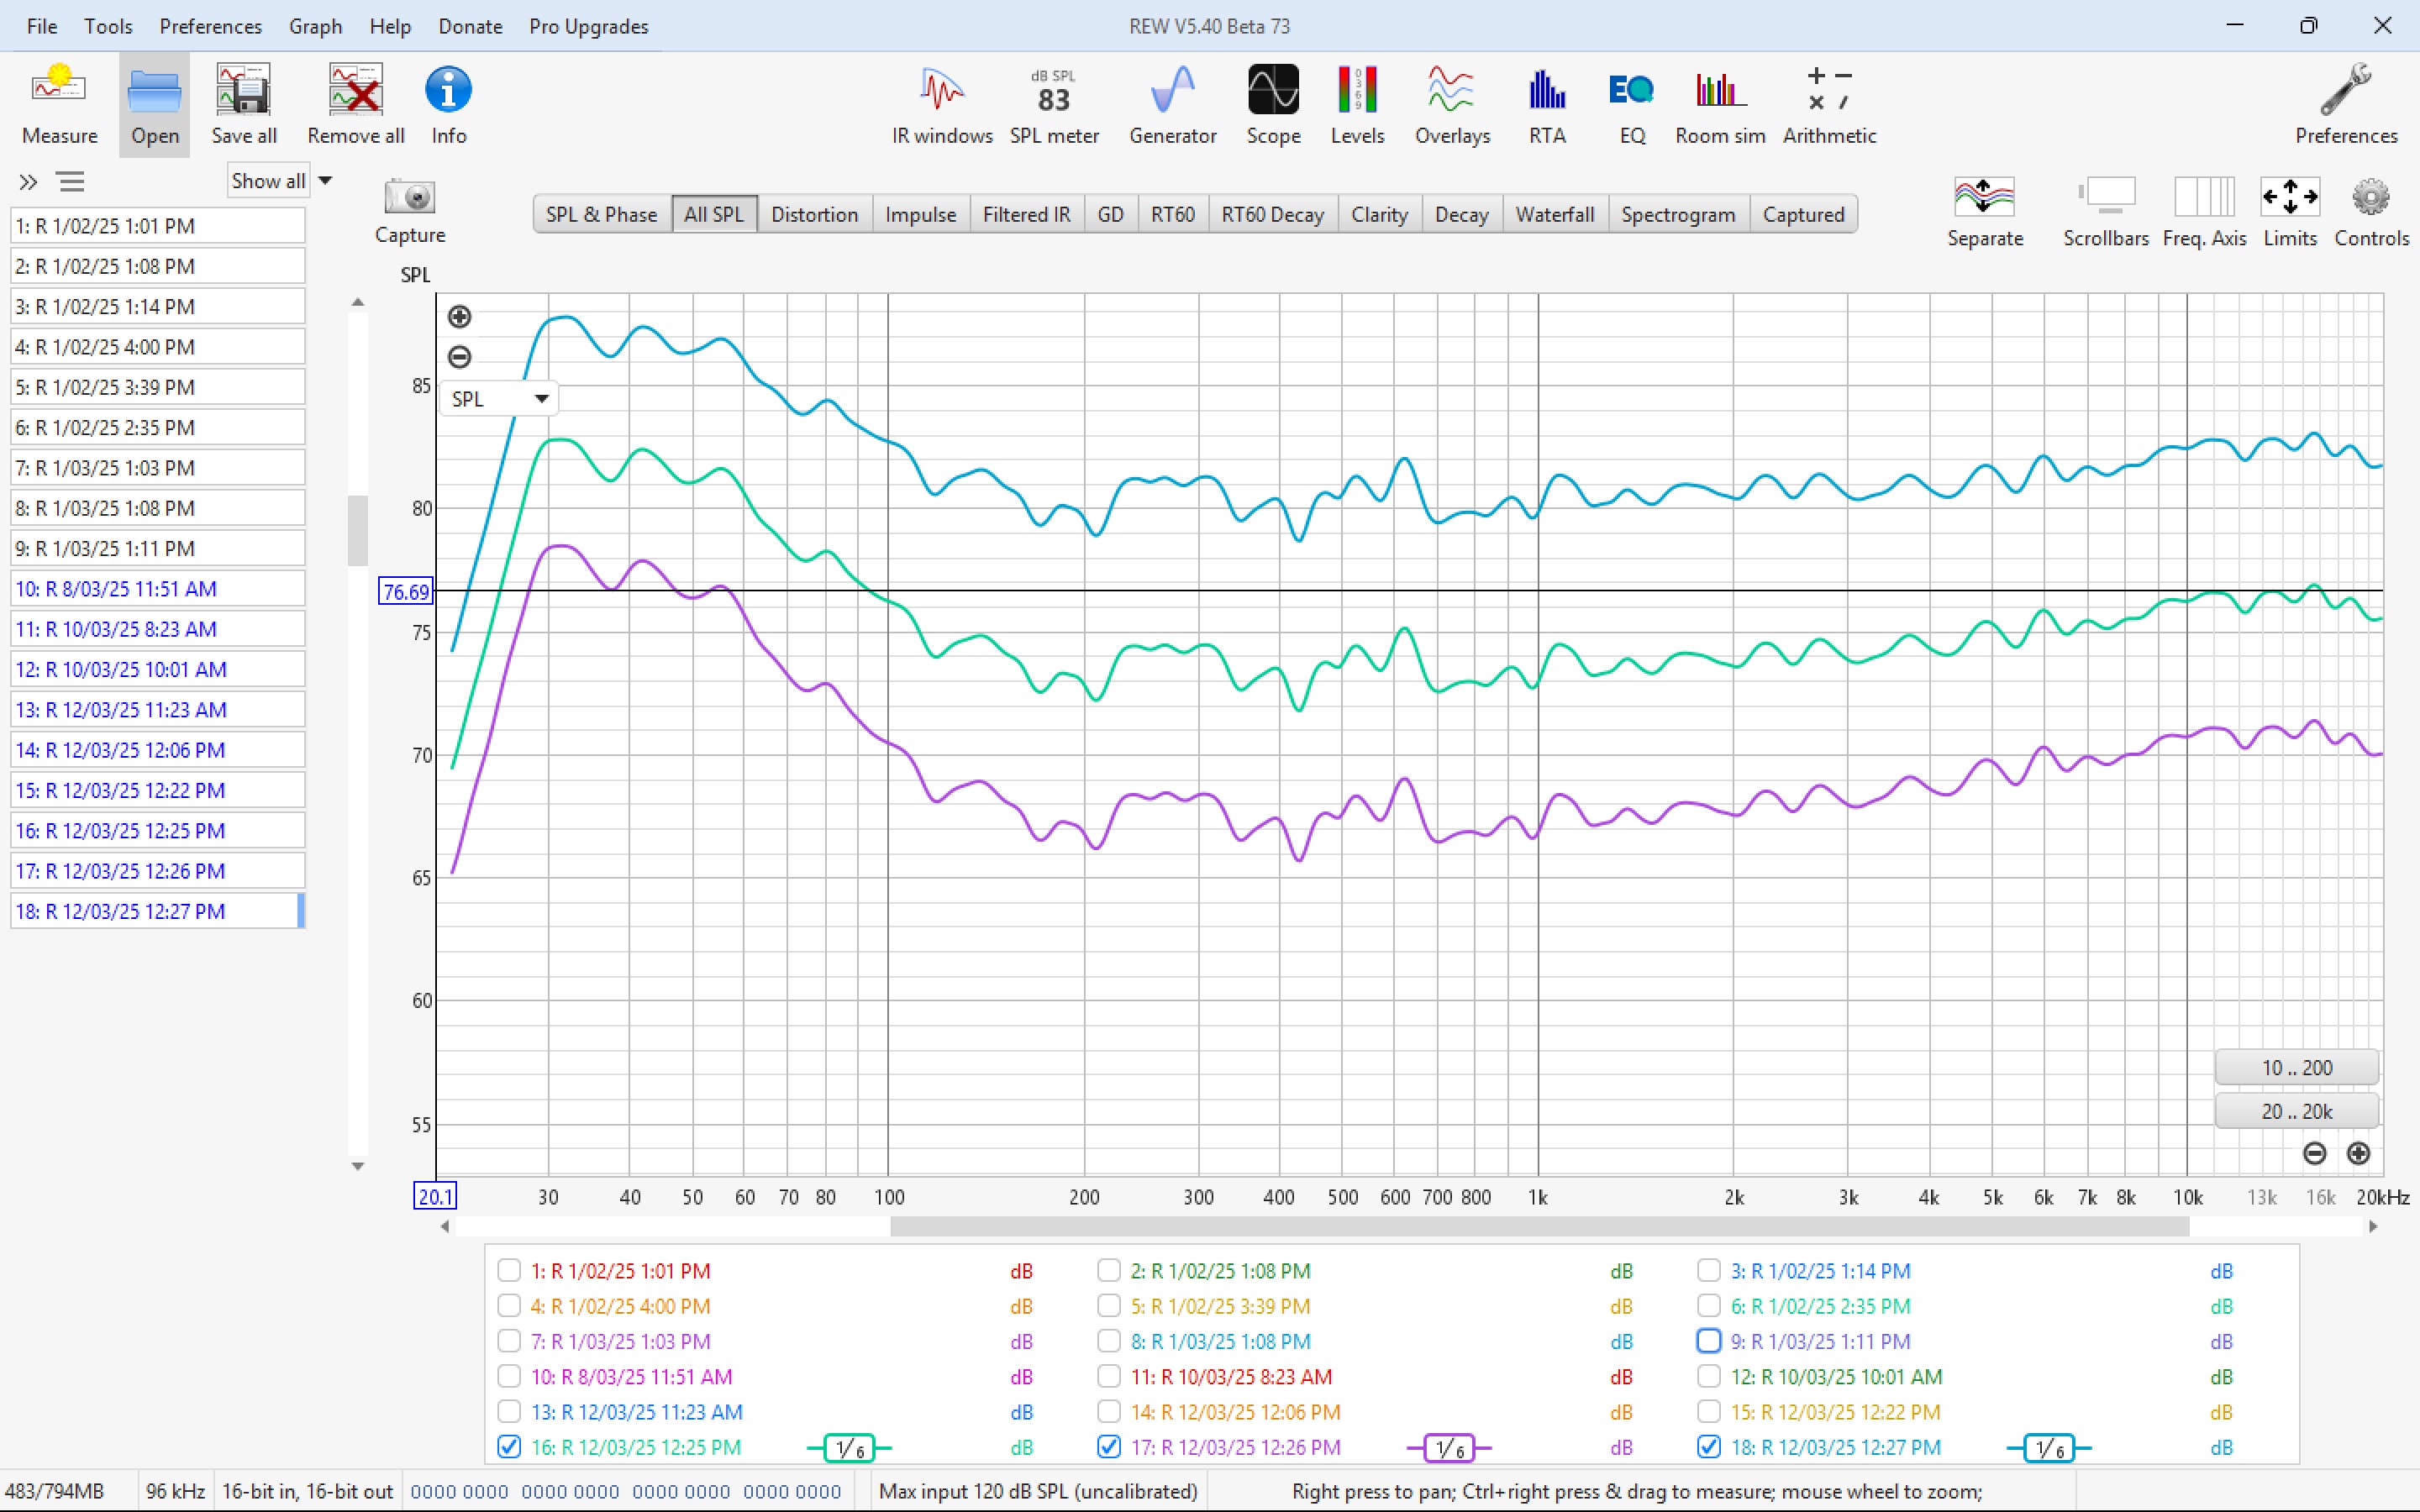 File Tools Preferences Graph Help Donate Pro Upgrades REW V5.40 Beta 73
dB SPL
83
0 3 6 9
EQ
Measure Open Save all Remove all Info IR windows SPL meter Generator Scope Levels Overlays RTA EQ Room sim Arithmetic Preferences
Show all
Capture
SPL & Phase All SPL Distortion Impulse Filtered IR GD RT60 RT60 Decay Clarity Decay Waterfall Spectrogram Captured
Separate Scrollbars Freq. Axis Limits Controls
1: R 1/02/25 1:01 PM
2: R 1/02/25 1:08 PM
3: R 1/02/25 1:14 PM
4: R 1/02/25 4:00 PM
5: R 1/02/25 3:39 PM
6: R 1/02/25 2:35 PM
7: R 1/03/25 1:03 PM
8: R 1/03/25 1:08 PM
9: R 1/03/25 1:11 PM
10: R 8/03/25 11:51 AM
11: R 10/03/25 8:23 AM
12: R 10/03/25 10:01 AM
13: R 12/03/25 11:23 AM
14: R 12/03/25 12:06 PM
15: R 12/03/25 12:22 PM
16: R 12/03/25 12:25 PM
17: R 12/03/25 12:26 PM
18: R 12/03/25 12:27 PM
SPL
85
SPL
80
76.69
75
70
65
60
55
10 .. 200
20 .. 20k
20.1 30 40 50 60 70 80 100 200 300 400 500 600 700 800 1k 2k 3k 4k 5k 6k 7k 8k 10k 13k 16k 20kHz
1: R 1/02/25 1:01 PM dB 2: R 1/02/25 1:08 PM dB 3: R 1/02/25 1:14 PM dB
4: R 1/02/25 4:00 PM dB 5: R 1/02/25 3:39 PM dB 6: R 1/02/25 2:35 PM dB
7: R 1/03/25 1:03 PM dB 8: R 1/03/25 1:08 PM dB 9: R 1/03/25 1:11 PM dB
10: R 8/03/25 11:51 AM dB 11: R 10/03/25 8:23 AM dB 12: R 10/03/25 10:01 AM dB
13: R 12/03/25 11:23 AM dB 14: R 12/03/25 12:06 PM dB 15: R 12/03/25 12:22 PM dB
16: R 12/03/25 12:25 PM 1/6 dB 17: R 12/03/25 12:26 PM 1/6 dB 18: R 12/03/25 12:27 PM 1/6 dB
483/794MB 96 kHz 16-bit in, 16-bit out 0000 0000 0000 0000 0000 0000 0000 0000 Max input 120 dB SPL (uncalibrated) Right press to pan; Ctrl+right press & drag to measure; mouse wheel to zoom;